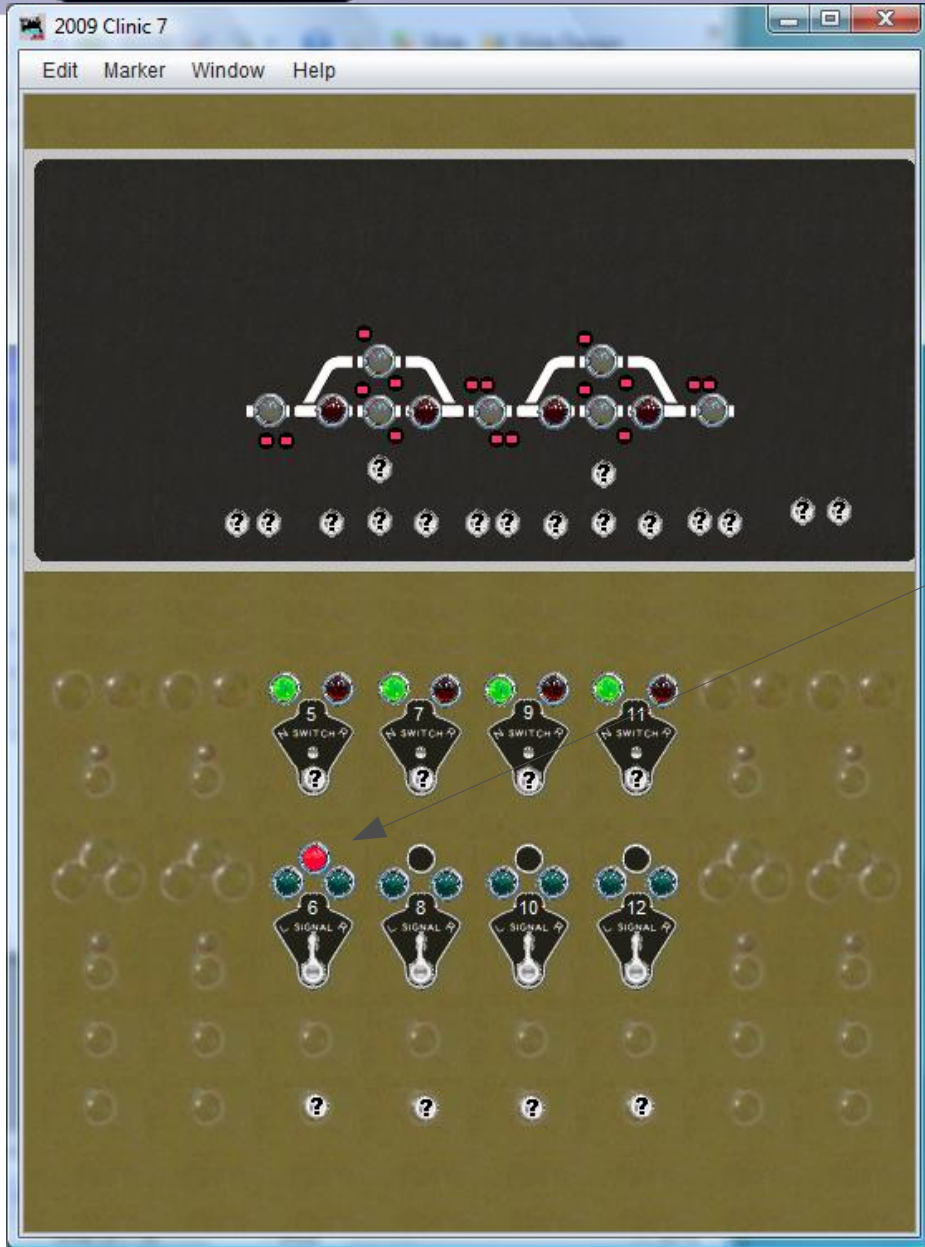 2009 Clinic 7
Edit Marker Window Help
?
?
? ? ? ? ? ? ? ? ? ? ? ? ? ?
5 7 9 11
N SWITCH R N SWITCH R N SWITCH R N SWITCH R
? ? ? ?
6 8 10 12
L SIGNAL R L SIGNAL R L SIGNAL R L SIGNAL R
? ? ? ?